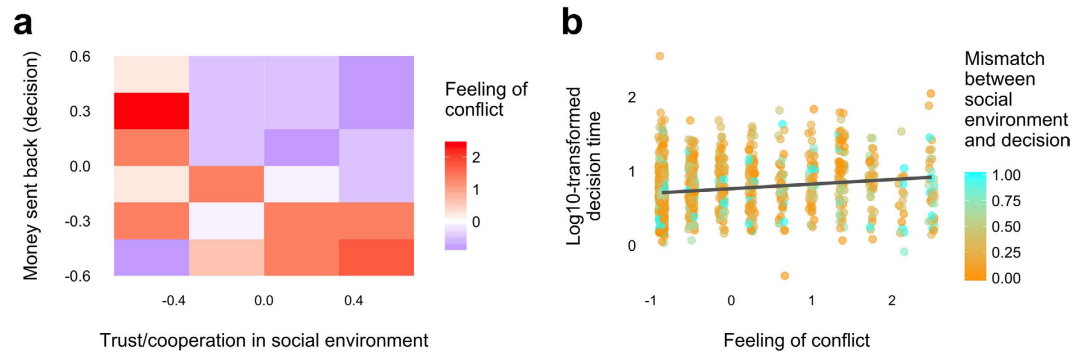 a
Money sent back (decision)
0.6
0.3
0.0
-0.3
-0.6
-0.4
0.0
0.4
Trust/cooperation in social environment
Feeling of
conflict
2
1
0
b
Log10-transformed
decision time
2
1
0
-1
0
1
2
Feeling of conflict
Mismatch
between
social
environment
and decision
1.00
0.75
0.50
0.25
0.00